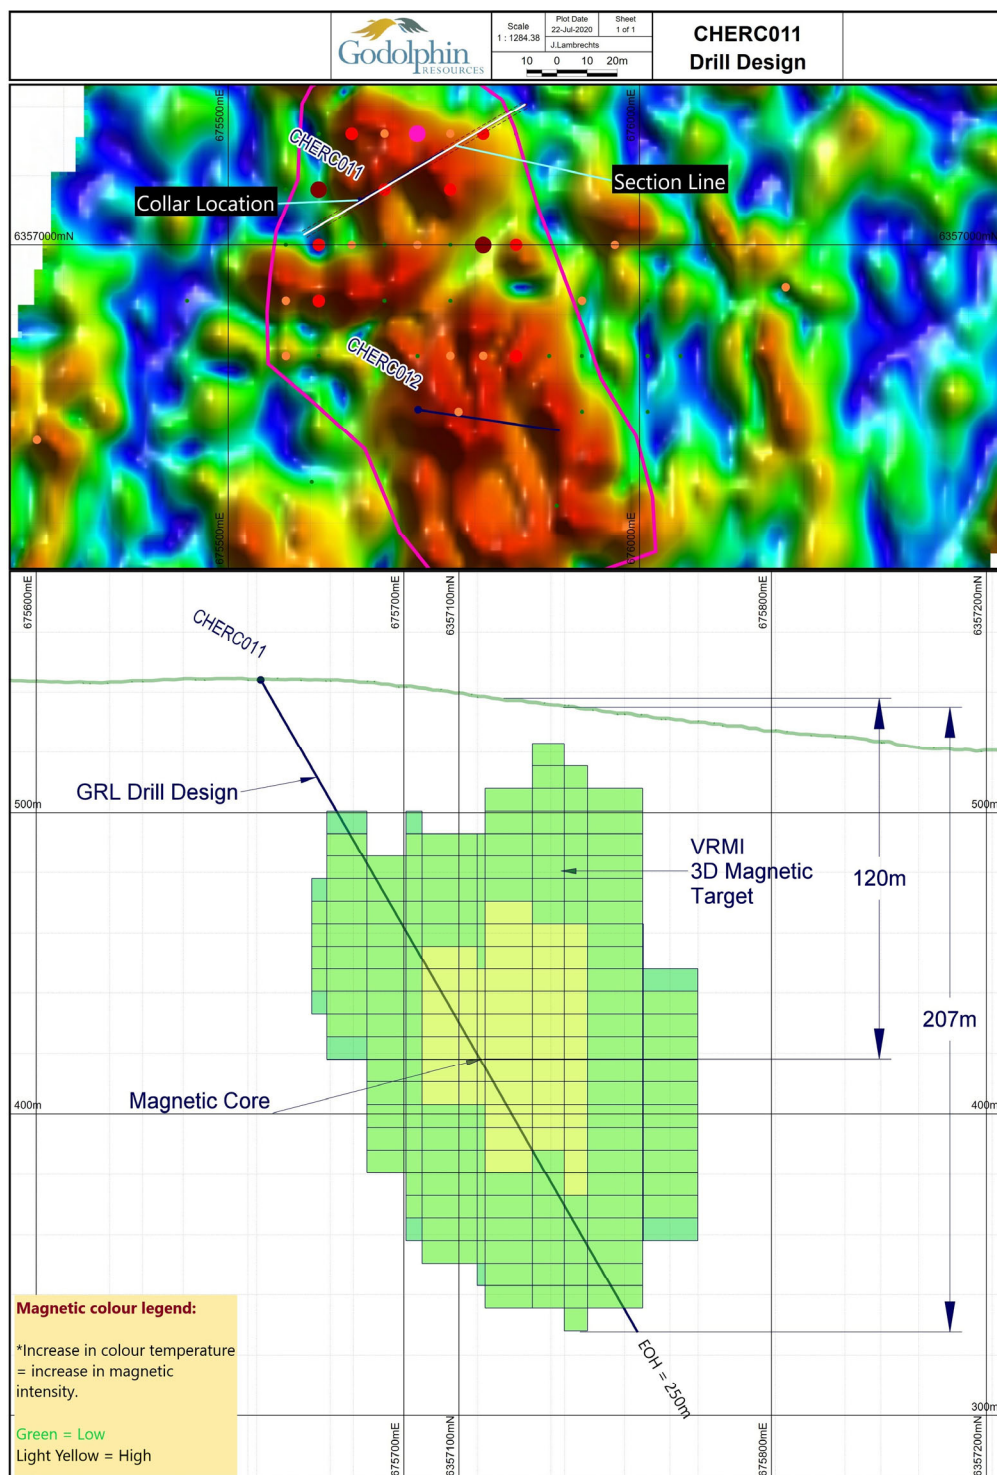 Godolphin
RESOURCES
Scale
1 : 1284.38
Plot Date
22-Jul-2020
Sheet
1 of 1
J.Lambrechts
10 0 10 20m
CHERC011
Drill Design
675500mE
676000mE
CHERC011
Collar Location
Section Line
6357000mN
6357000mN
CHERC012
675500mE
676000mE
675600mE
675700mE
6357100mN
675800mE
6357200mN
CHERC011
GRL Drill Design
500m
500m
VRMI
3D Magnetic
Target
120m
207m
Magnetic Core
400m
400m
EOH = 250m
300m
Magnetic colour legend:
*Increase in colour temperature
= increase in magnetic
intensity.
Green = Low
Light Yellow = High
675700mE
6357100mN
675800mE
6357200mN